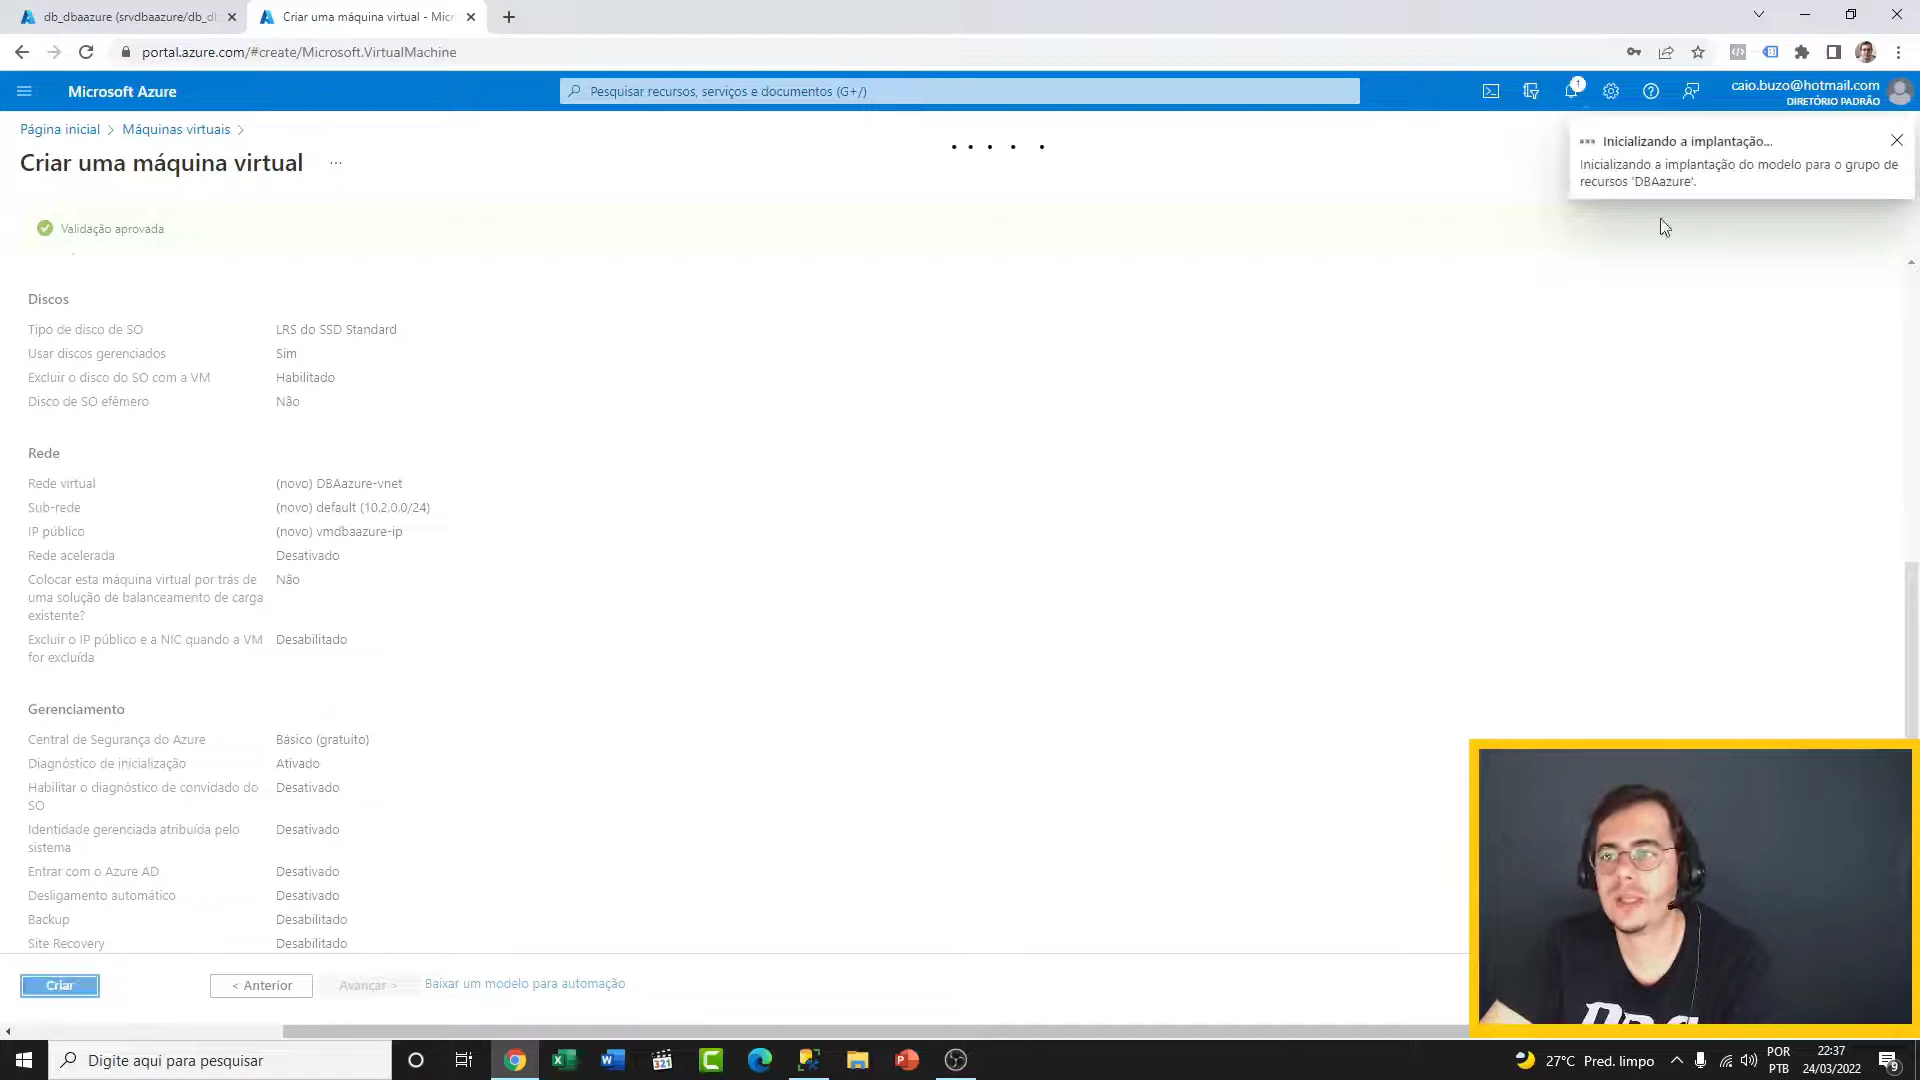 db_dbaazure (srvdbaazure/db_db
Criar uma máquina virtual - Micr
portal.azure.com/#create/Microsoft.VirtualMachine
Microsoft Azure
Pesquisar recursos, serviços e documentos (G+/)
1
caio.buzo@hotmail.com
DIRETÓRIO PADRÃO
Página inicial > Máquinas virtuais >
Criar uma máquina virtual ...
Inicializando a implantação...
Inicializando a implantação do modelo para o grupo de
recursos 'DBAazure'.
Validação aprovada
Discos
Tipo de disco de SO LRS do SSD Standard
Usar discos gerenciados Sim
Excluir o disco do SO com a VM Habilitado
Disco de SO efêmero Não
Rede
Rede virtual (novo) DBAazure-vnet
Sub-rede (novo) default (10.2.0.0/24)
IP público (novo) vmdbaazure-ip
Rede acelerada Desativado
Colocar esta máquina virtual por trás de Não
uma solução de balanceamento de carga
existente?
Excluir o IP público e a NIC quando a VM Desabilitado
for excluída
Gerenciamento
Central de Segurança do Azure Básico (gratuito)
Diagnóstico de inicialização Ativado
Habilitar o diagnóstico de convidado do Desativado
SO
Identidade gerenciada atribuída pelo Desativado
sistema
Entrar com o Azure AD Desativado
Desligamento automático Desativado
Backup Desabilitado
Site Recovery Desabilitado
Criar
< Anterior
Avançar >
Baixar um modelo para automação
Digite aqui para pesquisar
321
27°C Pred. limpo
POR
PTB
22:37
24/03/2022
9